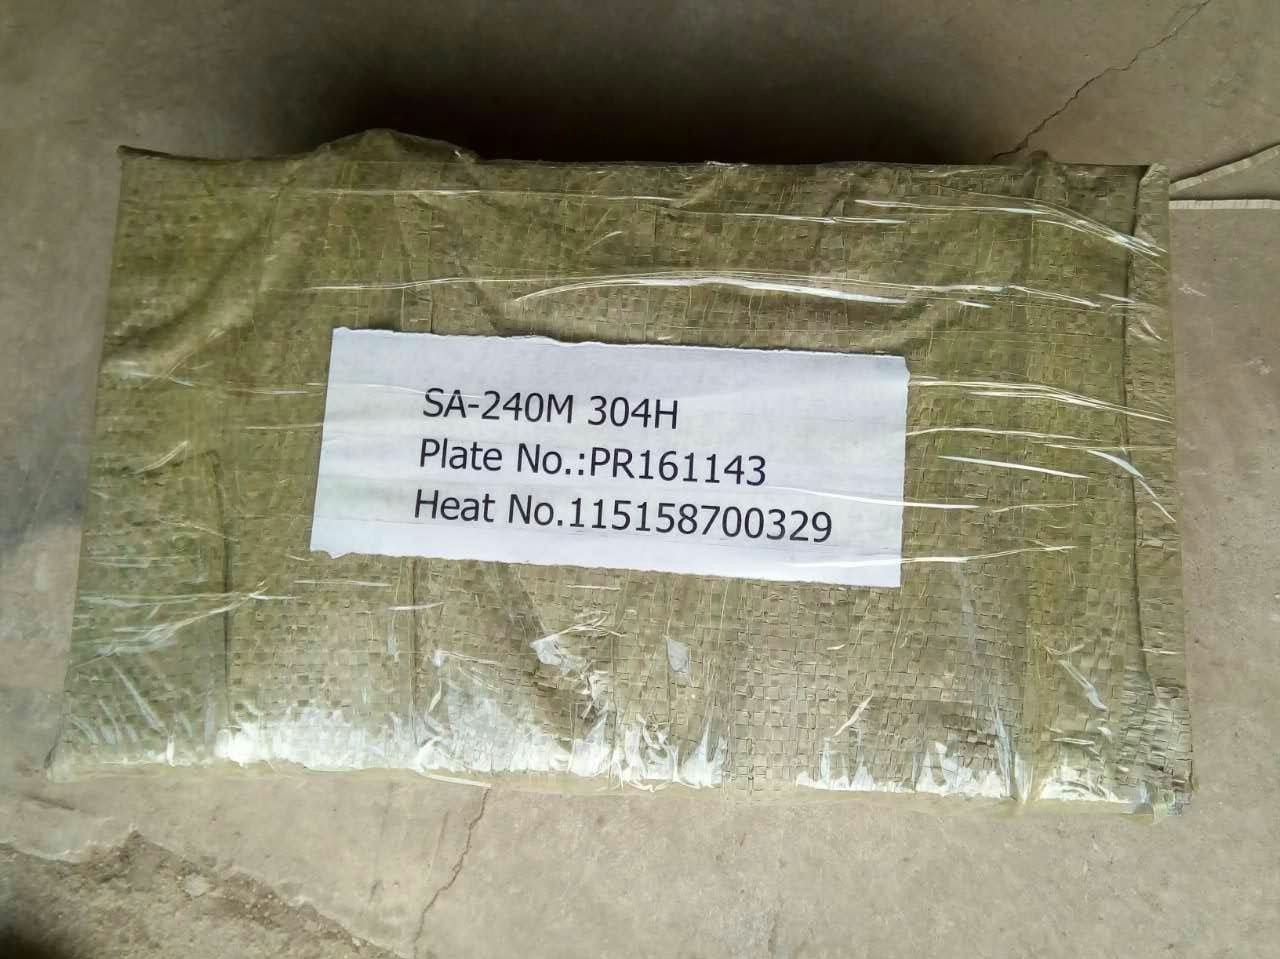 SA-240M 304H
Plate No.:PR161143
Heat No.115158700329